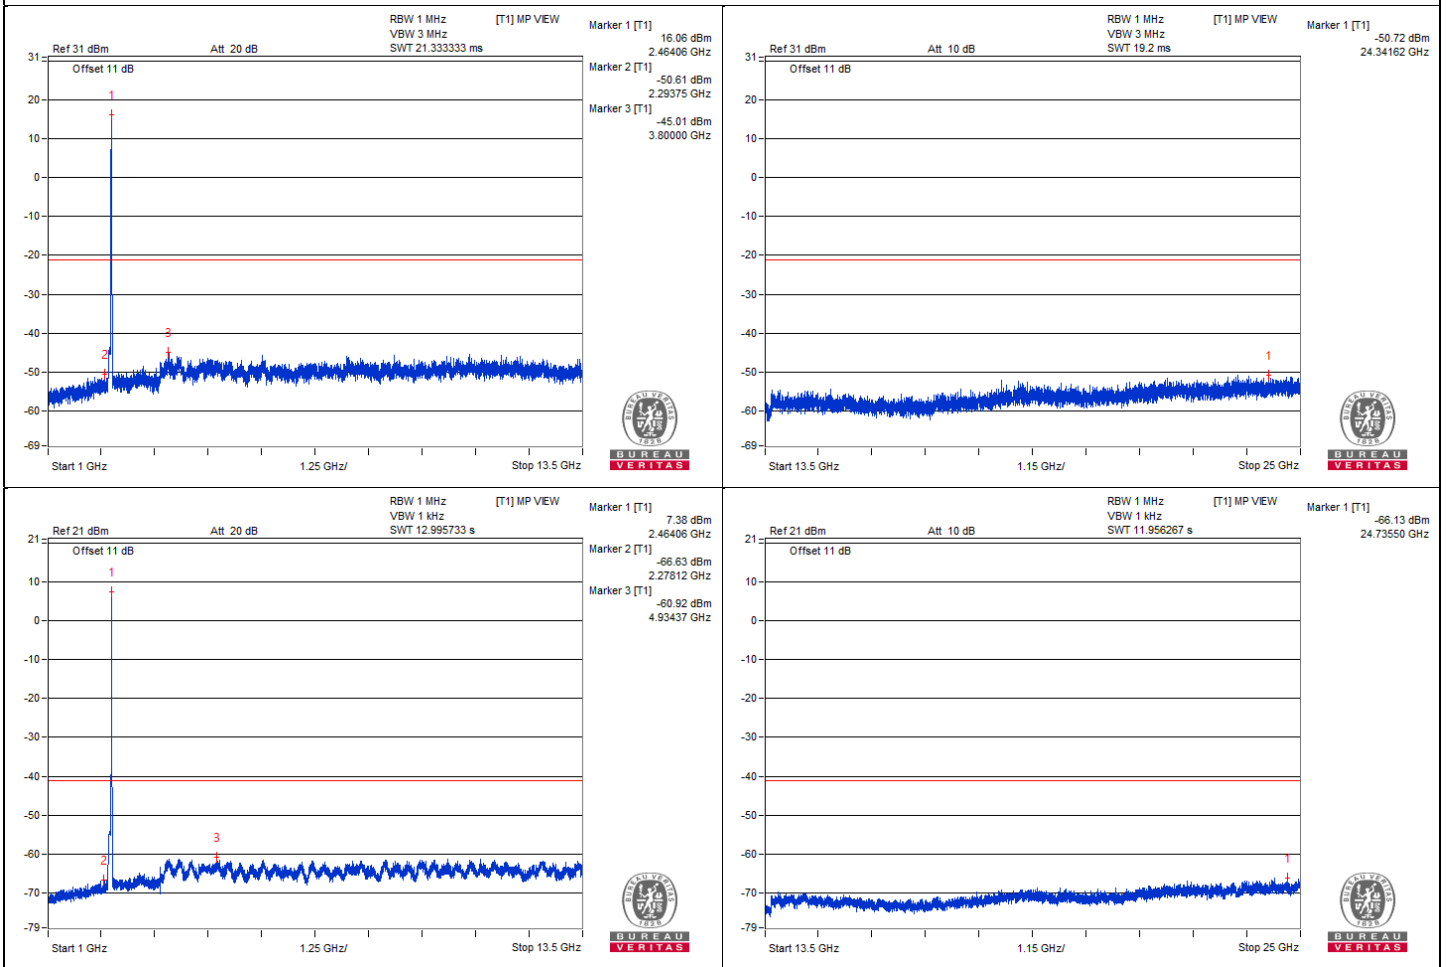 RBW 1 MHz [T1] MP VIEW
VBW 3 MHz
Ref 31 dBm Att 20 dB SWT 21.333333 ms
Marker 1 [T1]
16.06 dBm
2.46406 GHz
Marker 2 [T1]
-50.61 dBm
2.29375 GHz
Marker 3 [T1]
-45.01 dBm
3.80000 GHz
Offset 11 dB
31
20
10
0
-10
-20
-30
-40
-50
-60
-69
1
2
3
Start 1 GHz 1.25 GHz/ Stop 13.5 GHz
BUREAU VERITAS
1828
BUREAU
VERITAS
RBW 1 MHz [T1] MP VIEW
VBW 3 MHz
Ref 31 dBm Att 10 dB SWT 19.2 ms
Marker 1 [T1]
-50.72 dBm
24.34162 GHz
Offset 11 dB
31
20
10
0
-10
-20
-30
-40
-50
-60
-69
1
Start 13.5 GHz 1.15 GHz/ Stop 25 GHz
BUREAU VERITAS
1828
BUREAU
VERITAS
RBW 1 MHz [T1] MP VIEW
VBW 1 kHz
Ref 21 dBm Att 20 dB SWT 12.995733 s
Marker 1 [T1]
7.38 dBm
2.46406 GHz
Marker 2 [T1]
-66.63 dBm
2.27812 GHz
Marker 3 [T1]
-60.92 dBm
4.93437 GHz
Offset 11 dB
21
10
0
-10
-20
-30
-40
-50
-60
-70
-79
1
2
3
Start 1 GHz 1.25 GHz/ Stop 13.5 GHz
BUREAU VERITAS
1828
BUREAU
VERITAS
RBW 1 MHz [T1] MP VIEW
VBW 1 kHz
Ref 21 dBm Att 10 dB SWT 11.956267 s
Marker 1 [T1]
-66.13 dBm
24.73550 GHz
Offset 11 dB
21
10
0
-10
-20
-30
-40
-50
-60
-70
-79
1
Start 13.5 GHz 1.15 GHz/ Stop 25 GHz
BUREAU VERITAS
1828
BUREAU
VERITAS